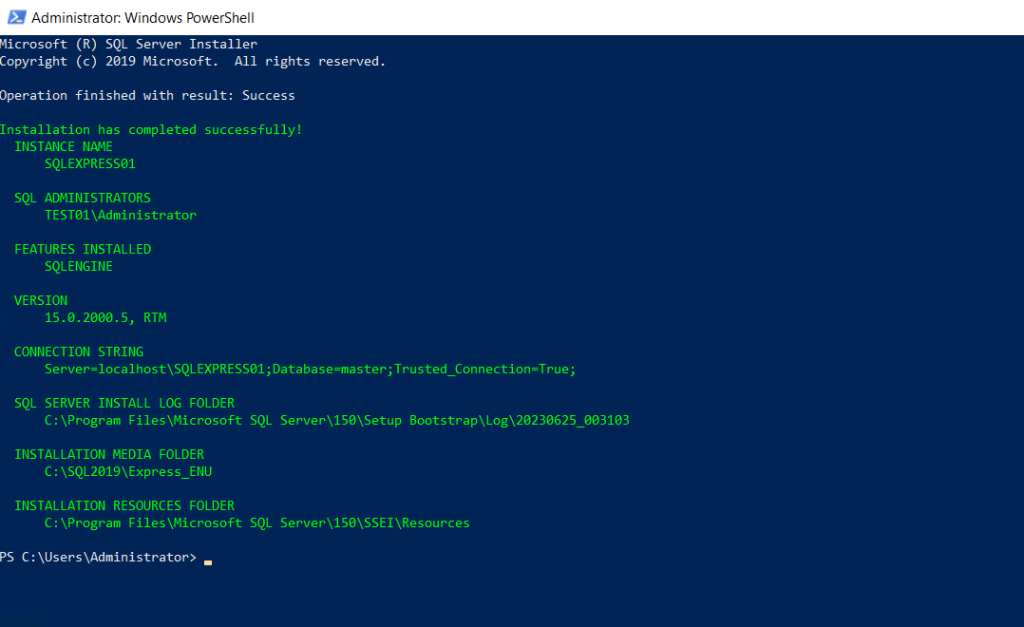 Administrator: Windows PowerShell
Microsoft (R) SQL Server Installer
Copyright (c) 2019 Microsoft.  All rights reserved.
Operation finished with result: Success
Installation has completed successfully!
INSTANCE NAME
SQLEXPRESS01
SQL ADMINISTRATORS
TEST01\Administrator
FEATURES INSTALLED
SQLENGINE
VERSION
15.0.2000.5, RTM
CONNECTION STRING
Server=localhost\SQLEXPRESS01;Database=master;Trusted_Connection=True;
SQL SERVER INSTALL LOG FOLDER
C:\Program Files\Microsoft SQL Server\150\Setup Bootstrap\Log\20230625_003103
INSTALLATION MEDIA FOLDER
C:\SQL2019\Express_ENU
INSTALLATION RESOURCES FOLDER
C:\Program Files\Microsoft SQL Server\150\SSEI\Resources
PS C:\Users\Administrator>